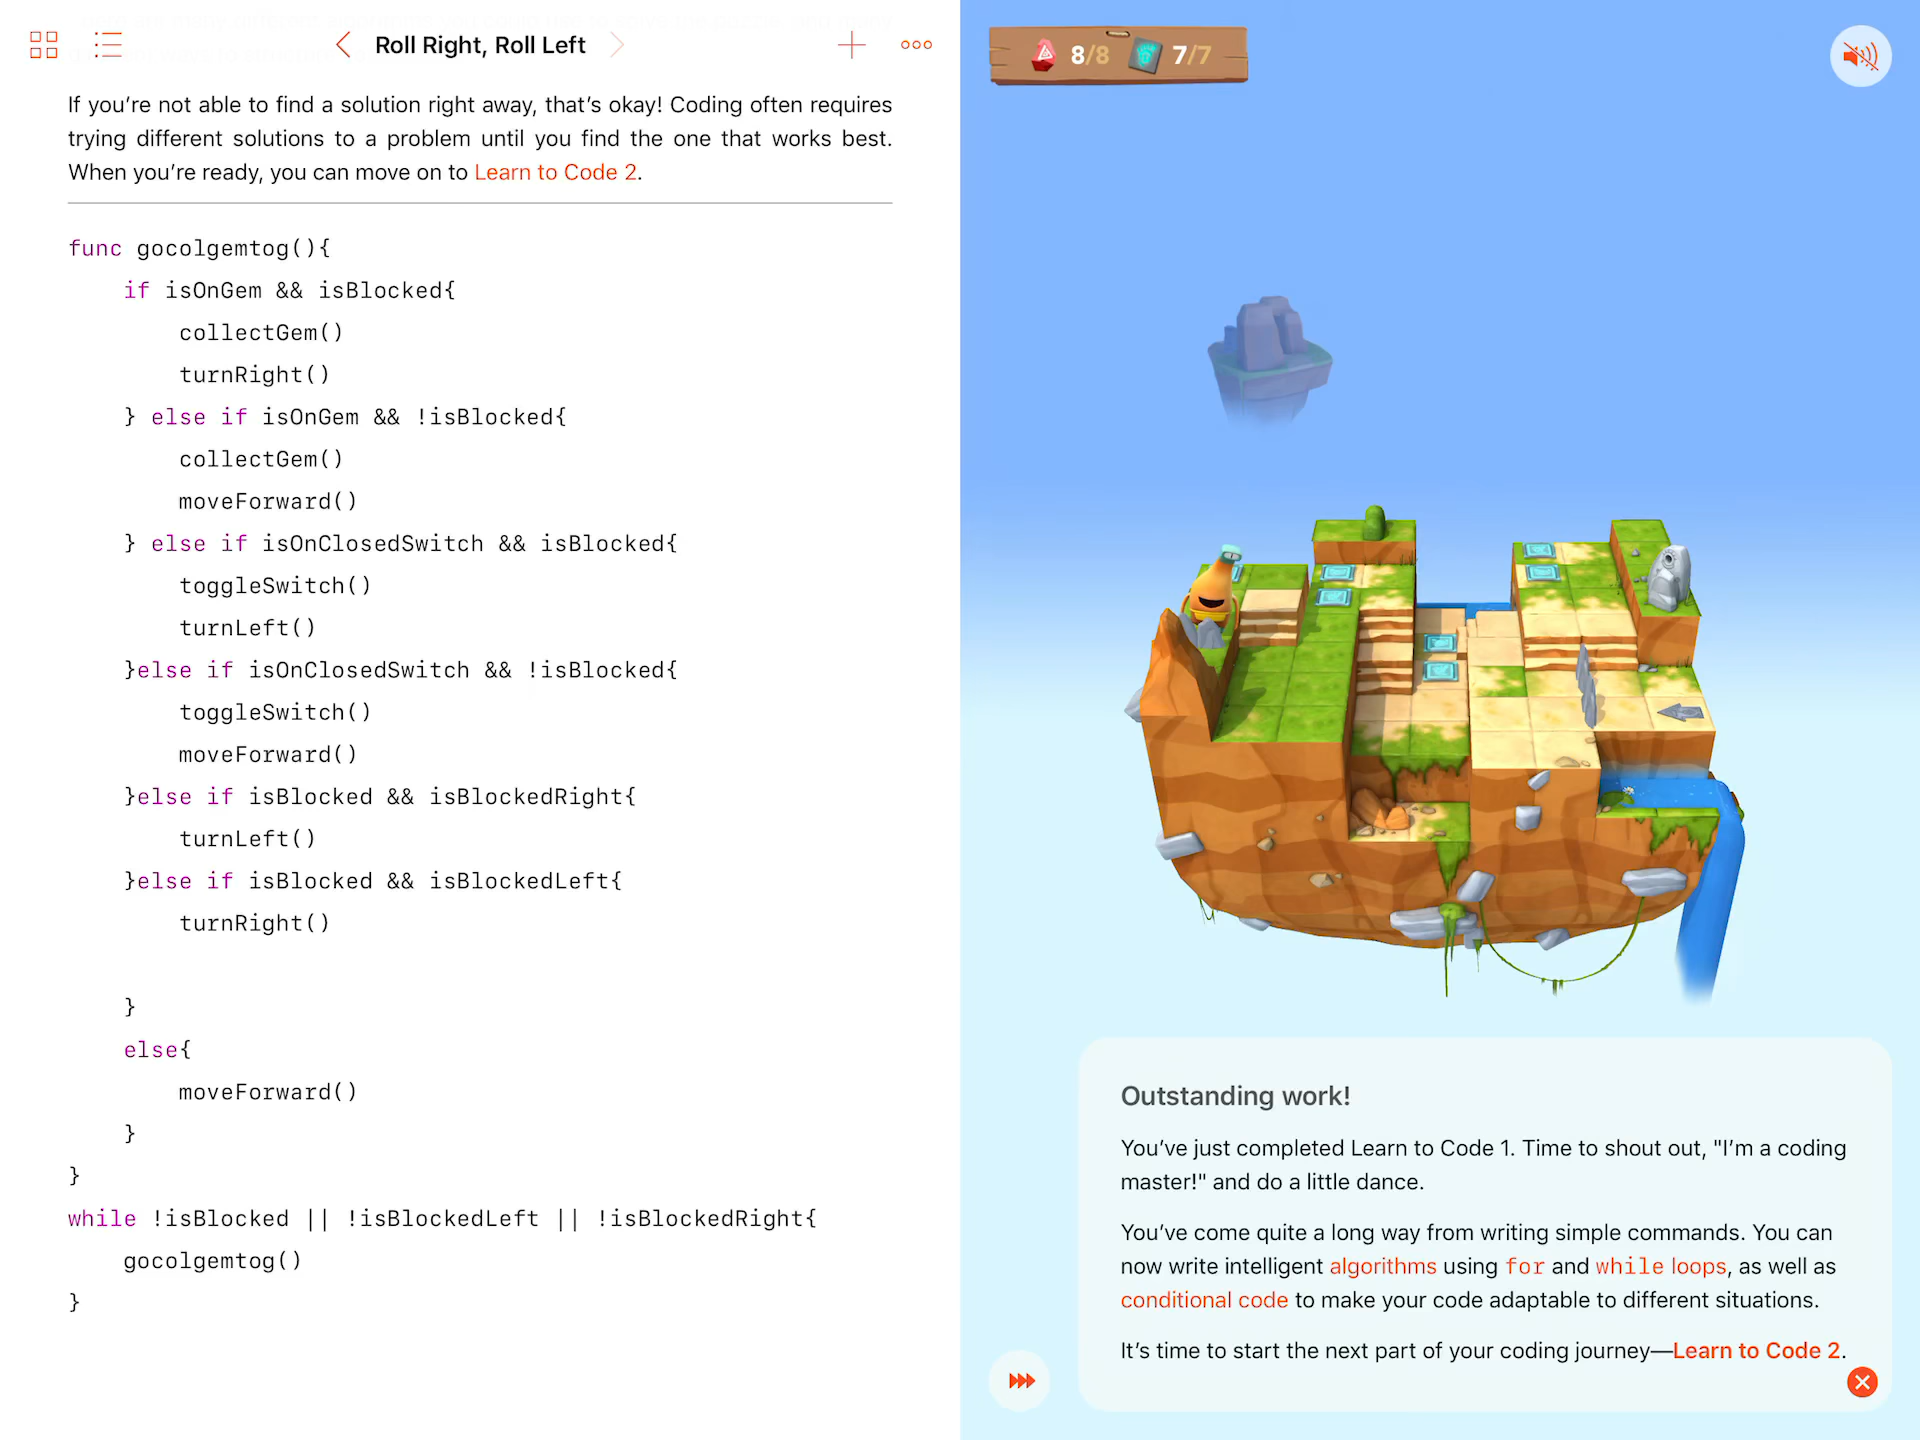 Roll Right, Roll Left
If you’re not able to find a solution right away, that’s okay! Coding often requires
trying different solutions to a problem until you find the one that works best.
When you’re ready, you can move on to Learn to Code 2.
func gocolgemtog(){
if isOnGem && isBlocked{
collectGem()
turnRight()
} else if isOnGem && !isBlocked{
collectGem()
moveForward()
} else if isOnClosedSwitch && isBlocked{
toggleSwitch()
turnLeft()
}else if isOnClosedSwitch && !isBlocked{
toggleSwitch()
moveForward()
}else if isBlocked && isBlockedRight{
turnLeft()
}else if isBlocked && isBlockedLeft{
turnRight()
}
else{
moveForward()
}
}
while !isBlocked || !isBlockedLeft || !isBlockedRight{
gocolgemtog()
}
8/8 7/7
Outstanding work!
You’ve just completed Learn to Code 1. Time to shout out, "I’m a coding
master!" and do a little dance.
You’ve come quite a long way from writing simple commands. You can
now write intelligent algorithms using for and while loops, as well as
conditional code to make your code adaptable to different situations.
It’s time to start the next part of your coding journey—Learn to Code 2.